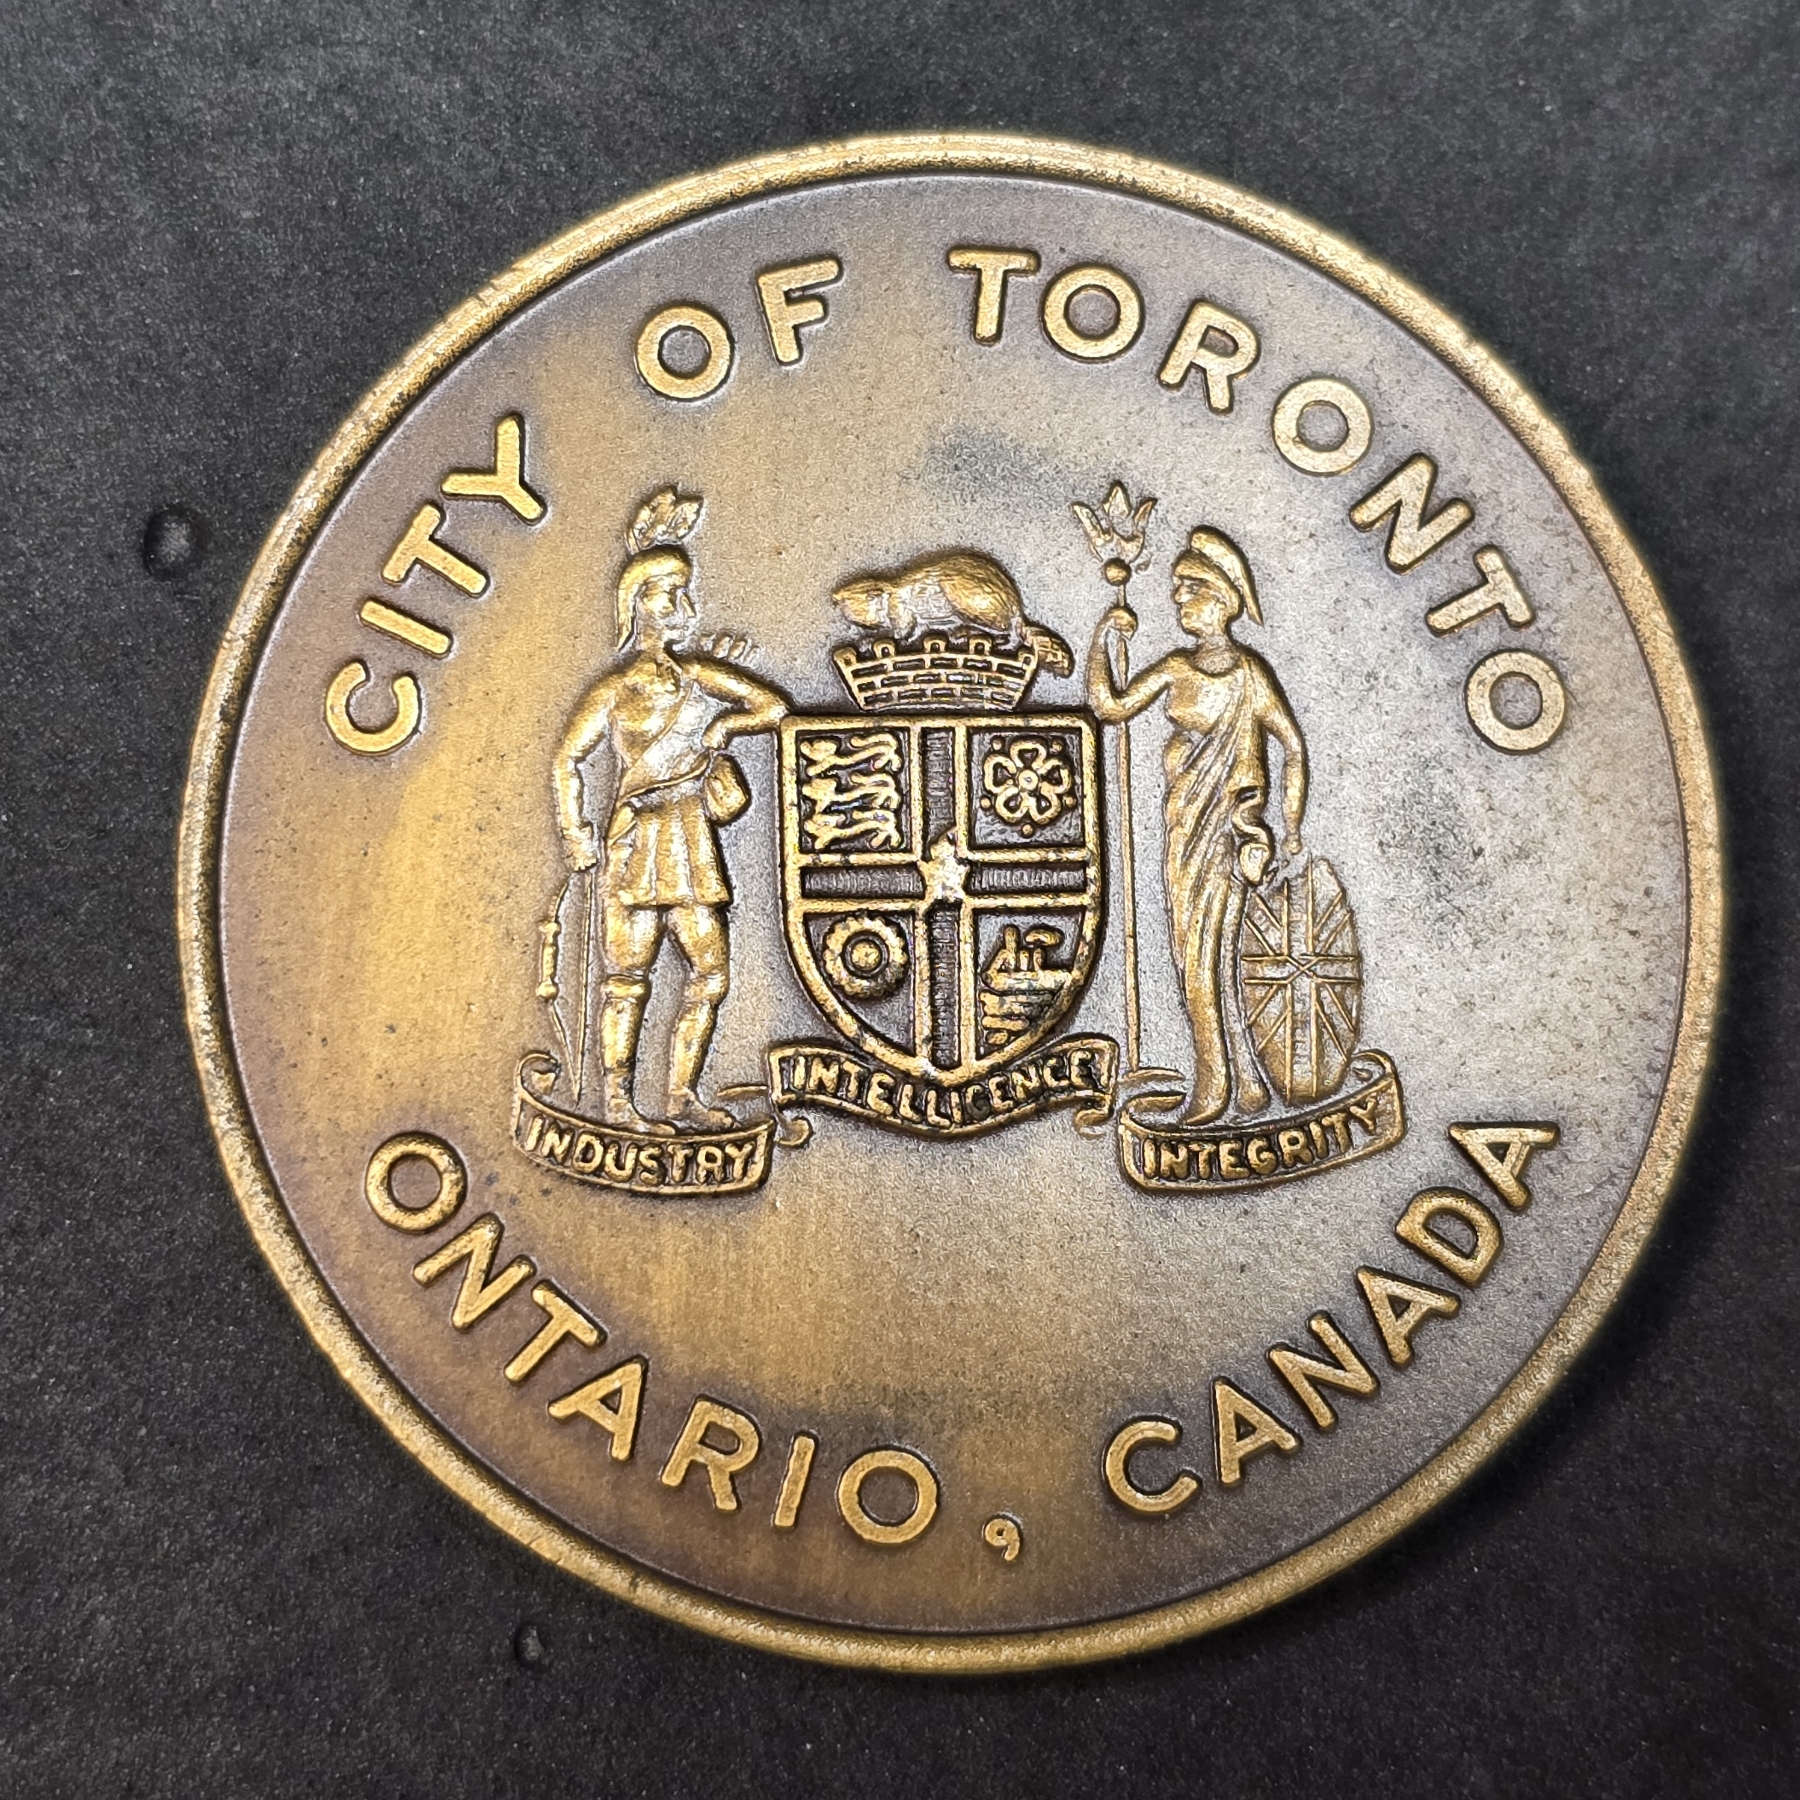 CITY OF TORONTO
INDUSTRY
INTELLIGENCE
INTEGRITY
ONTARIO, CANADA